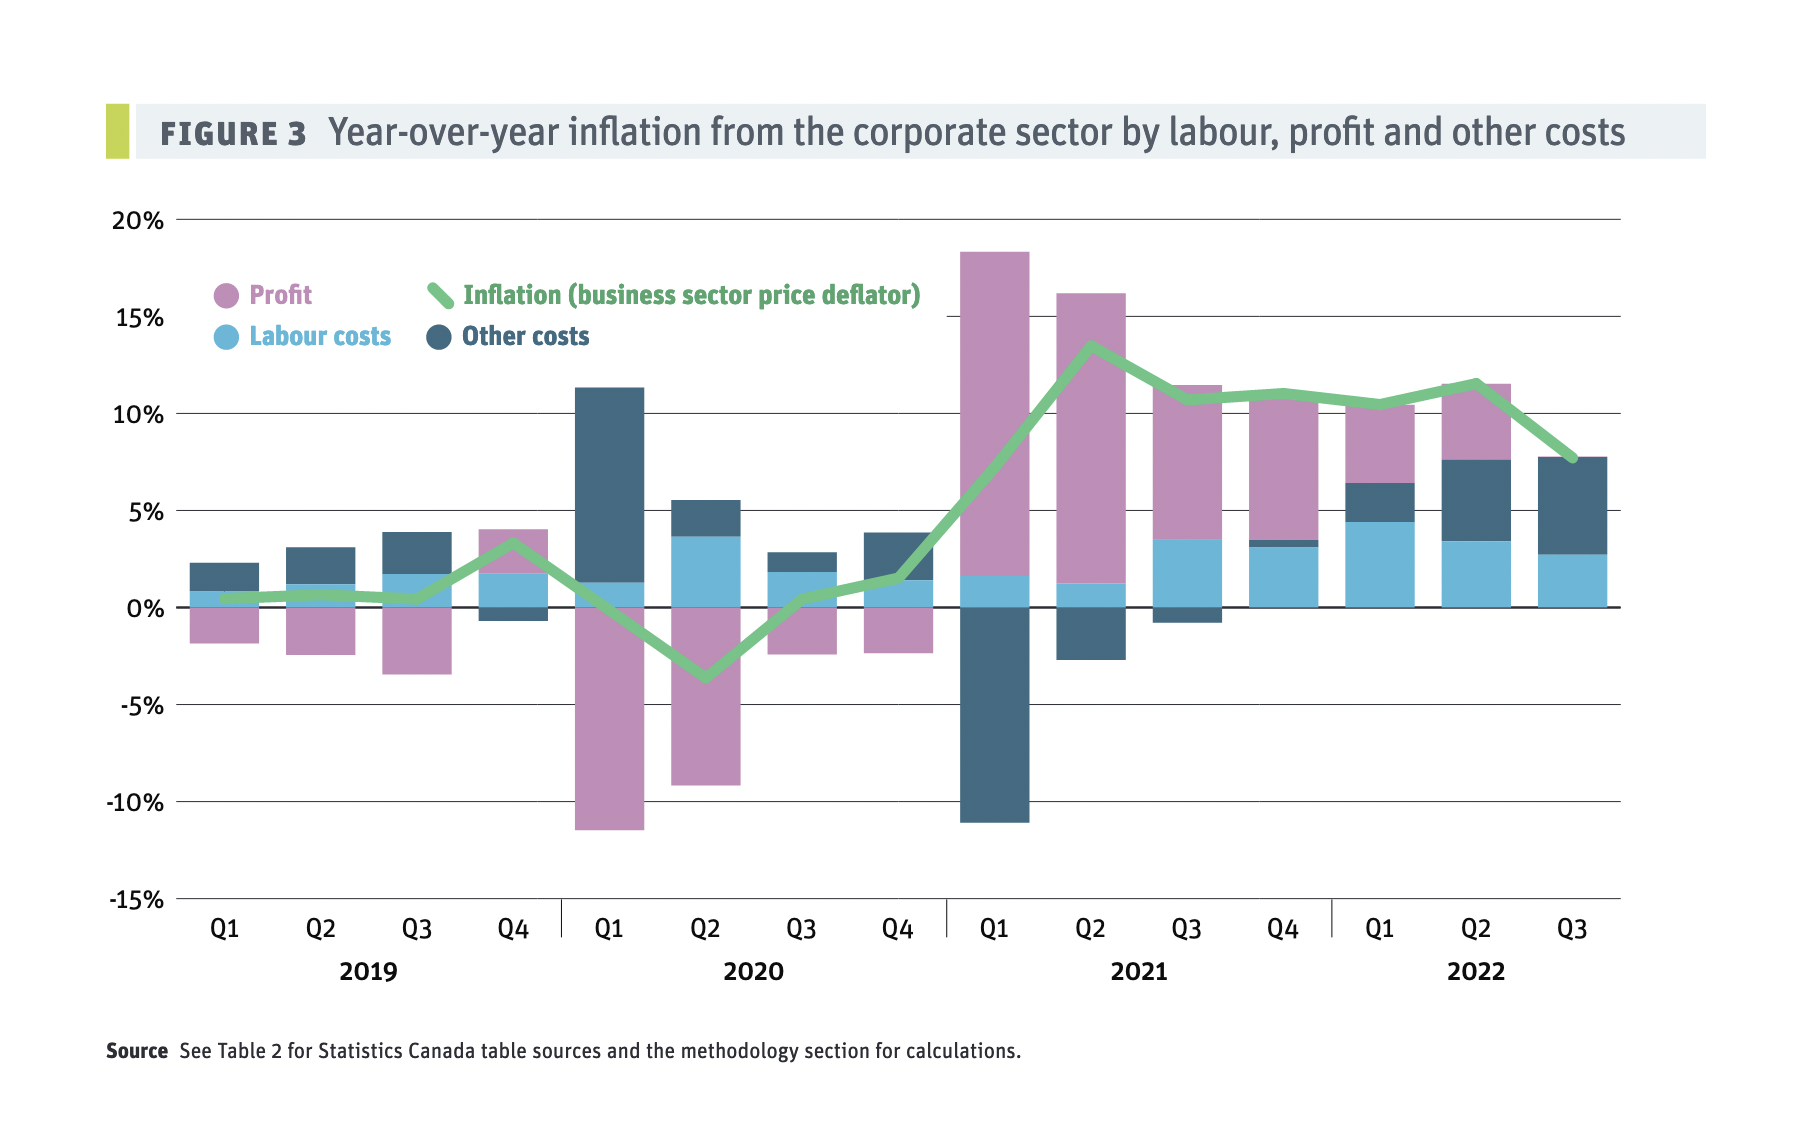 FIGURE 3 Year-over-year inflation from the corporate sector by labour, profit and other costs
20%
Profit
Inflation (business sector price deflator)
15%
Labour costs
Other costs
10%
5%
0%
-5%
-10%
-15%
Q1 Q2 Q3 Q4 Q1 Q2 Q3 Q4 Q1 Q2 Q3 Q4 Q1 Q2 Q3
2019 2020 2021 2022
Source See Table 2 for Statistics Canada table sources and the methodology section for calculations.